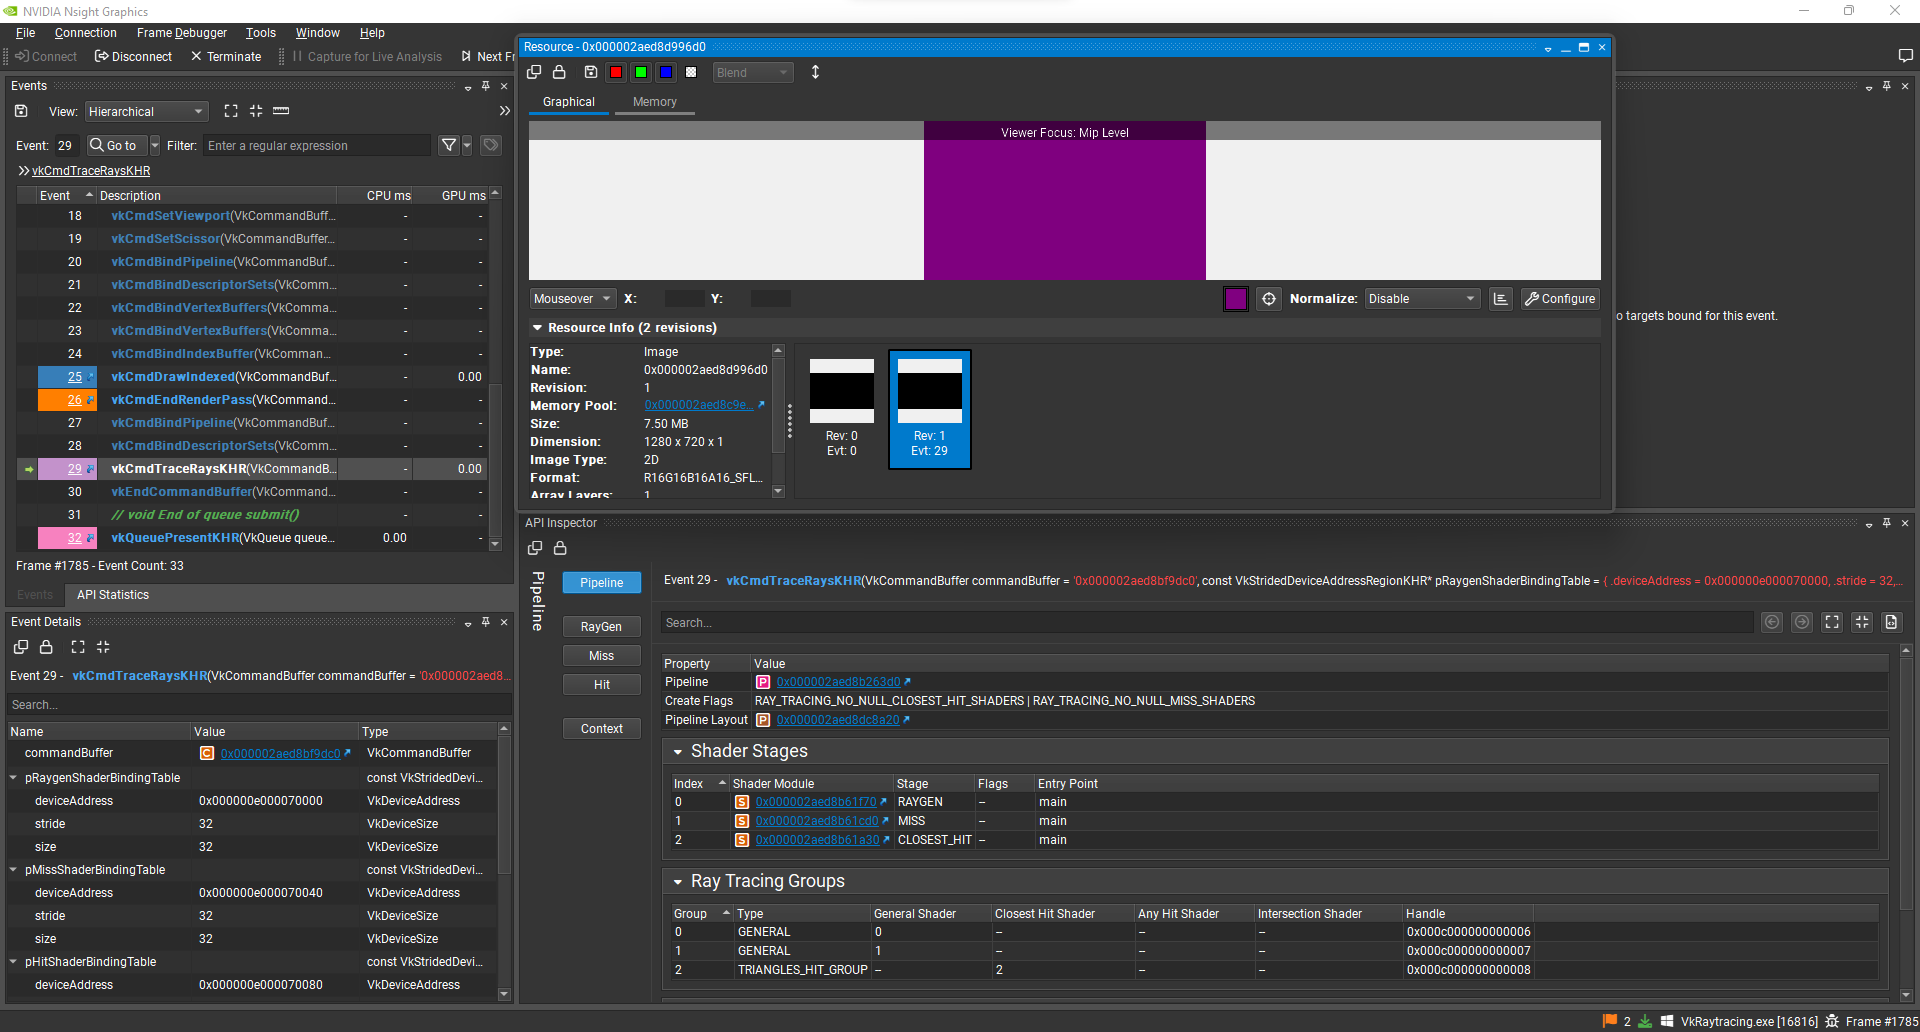 NVIDIA Nsight Graphics
File Connection Frame Debugger Tools Window Help
Connect Disconnect Terminate Capture for Live Analysis Next Fr
Events
View: Hierarchical
Event: 29 Go to Filter: Enter a regular expression
vkCmdTraceRaysKHR
Event Description CPU ms GPU ms
18 vkCmdSetViewport(VkCommandBuff... - -
19 vkCmdSetScissor(VkCommandBuffer... - -
20 vkCmdBindPipeline(VkCommandBuf... - -
21 vkCmdBindDescriptorSets(VkComm... - -
22 vkCmdBindVertexBuffers(VkComma... - -
23 vkCmdBindVertexBuffers(VkComma... - -
24 vkCmdBindIndexBuffer(VkComman... - -
25 vkCmdDrawIndexed(VkCommandBuf... - 0.00
26 vkCmdEndRenderPass(VkCommand... - -
27 vkCmdBindPipeline(VkCommandBuf... - -
28 vkCmdBindDescriptorSets(VkComm... - -
29 vkCmdTraceRaysKHR(VkCommandB... - 0.00
30 vkEndCommandBuffer(VkCommand... - -
31 // void End of queue submit() - -
32 vkQueuePresentKHR(VkQueue queue... 0.00 -
Frame #1785 - Event Count: 33
Events API Statistics
Event Details
Event 29 - vkCmdTraceRaysKHR(VkCommandBuffer commandBuffer = '0x000002aed8...
Search...
Name Value Type
commandBuffer C 0x000002aed8bf9dc0 VkCommandBuffer
pRaygenShaderBindingTable const VkStridedDevi...
deviceAddress 0x000000e000070000 VkDeviceAddress
stride 32 VkDeviceSize
size 32 VkDeviceSize
pMissShaderBindingTable const VkStridedDevi...
deviceAddress 0x000000e000070040 VkDeviceAddress
stride 32 VkDeviceSize
size 32 VkDeviceSize
pHitShaderBindingTable const VkStridedDevi...
deviceAddress 0x000000e000070080 VkDeviceAddress
Resource - 0x000002aed8d996d0
Blend
Graphical Memory
Viewer Focus: Mip Level
Mouseover X: Y: Normalize: Disable Configure
Resource Info (2 revisions)
Type: Image
Name: 0x000002aed8d996d0
Revision: 1
Memory Pool: 0x000002aed8c9e...
Size: 7.50 MB
Dimension: 1280 x 720 x 1
Image Type: 2D
Format: R16G16B16A16_SFL...
Array Layers: 1
Rev: 0
Evt: 0
Rev: 1
Evt: 29
o targets bound for this event.
API Inspector
Pipeline
Pipeline
RayGen
Miss
Hit
Context
Event 29 - vkCmdTraceRaysKHR(VkCommandBuffer commandBuffer = '0x000002aed8bf9dc0', const VkStridedDeviceAddressRegionKHR* pRaygenShaderBindingTable = { .deviceAddress = 0x000000e000070000, .stride = 32,...
Search...
Property Value
Pipeline P 0x000002aed8b263d0
Create Flags RAY_TRACING_NO_NULL_CLOSEST_HIT_SHADERS | RAY_TRACING_NO_NULL_MISS_SHADERS
Pipeline Layout P 0x000002aed8dc8a20
Shader Stages
Index Shader Module Stage Flags Entry Point
0 S 0x000002aed8b61f70 RAYGEN -- main
1 S 0x000002aed8b61cd0 MISS -- main
2 S 0x000002aed8b61a30 CLOSEST_HIT -- main
Ray Tracing Groups
Group Type General Shader Closest Hit Shader Any Hit Shader Intersection Shader Handle
0 GENERAL 0 -- -- -- 0x000c000000000006
1 GENERAL 1 -- -- -- 0x000c000000000007
2 TRIANGLES_HIT_GROUP -- 2 -- -- 0x000c000000000008
2 VkRaytracing.exe [16816] Frame #1785